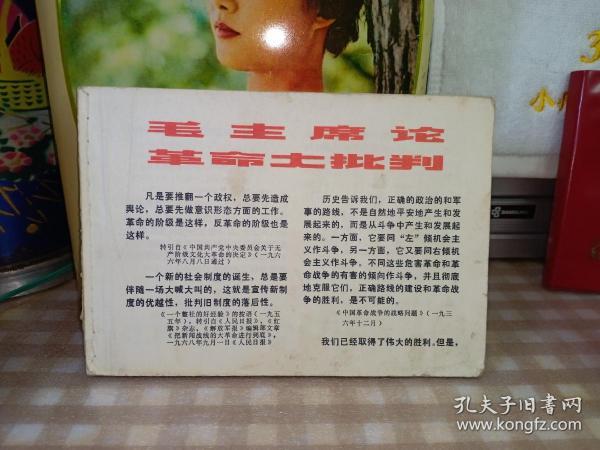 毛主席论
革命大批判
凡是要推翻一个政权，总要先造成
舆论，总要先做意识形态方面的工作。
革命的阶级是这样，反革命的阶级也是
这样。
转引自《中国共产党中央委员会关于无
产阶级文化大革命的决定》（一九六
六年八月八日通过）
一个新的社会制度的诞生，总是要
伴随一场大喊大叫的，这就是宣传新制
度的优越性，批判旧制度的落后性。
《一个整社的好经验》的按语（一九五
五年），转引自《人民日报》、《红
旗》杂志、《解放军报》编辑部文章
《把新闻战线的大革命进行到底》，
一九六八年九月一日《人民日报》
历史告诉我们，正确的政治的和军
事的路线，不是自然地平安地产生和发
展起来的，而是从斗争中产生和发展起
来的。一方面，它要同“左”倾机会主
义作斗争，另一方面，它又要同右倾机
会主义作斗争。不同这些危害革命和革
命战争的有害的倾向作斗争，并且彻底
地克服它们，正确路线的建设和革命战
争的胜利，是不可能的。
《中国革命战争的战略问题》（一九三
六年十二月）
我们已经取得了伟大的胜利。但是，
小
孔夫子旧书网
www.kongfz.com